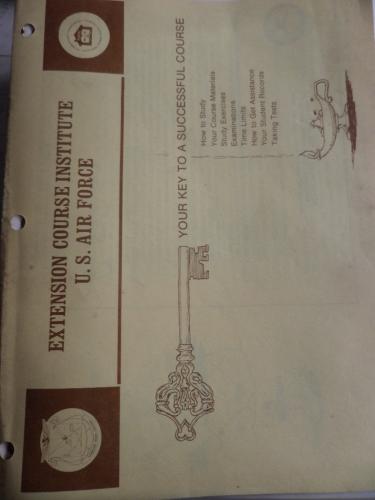 EXTENSION COURSE INSTITUTE
U. S. AIR FORCE
YOUR KEY TO A SUCCESSFUL COURSE
How to Study
Your Course Materials
Study Exercises
Examinations
Time Limits
How to Get Assistance
Your Student Records
Taking Tests